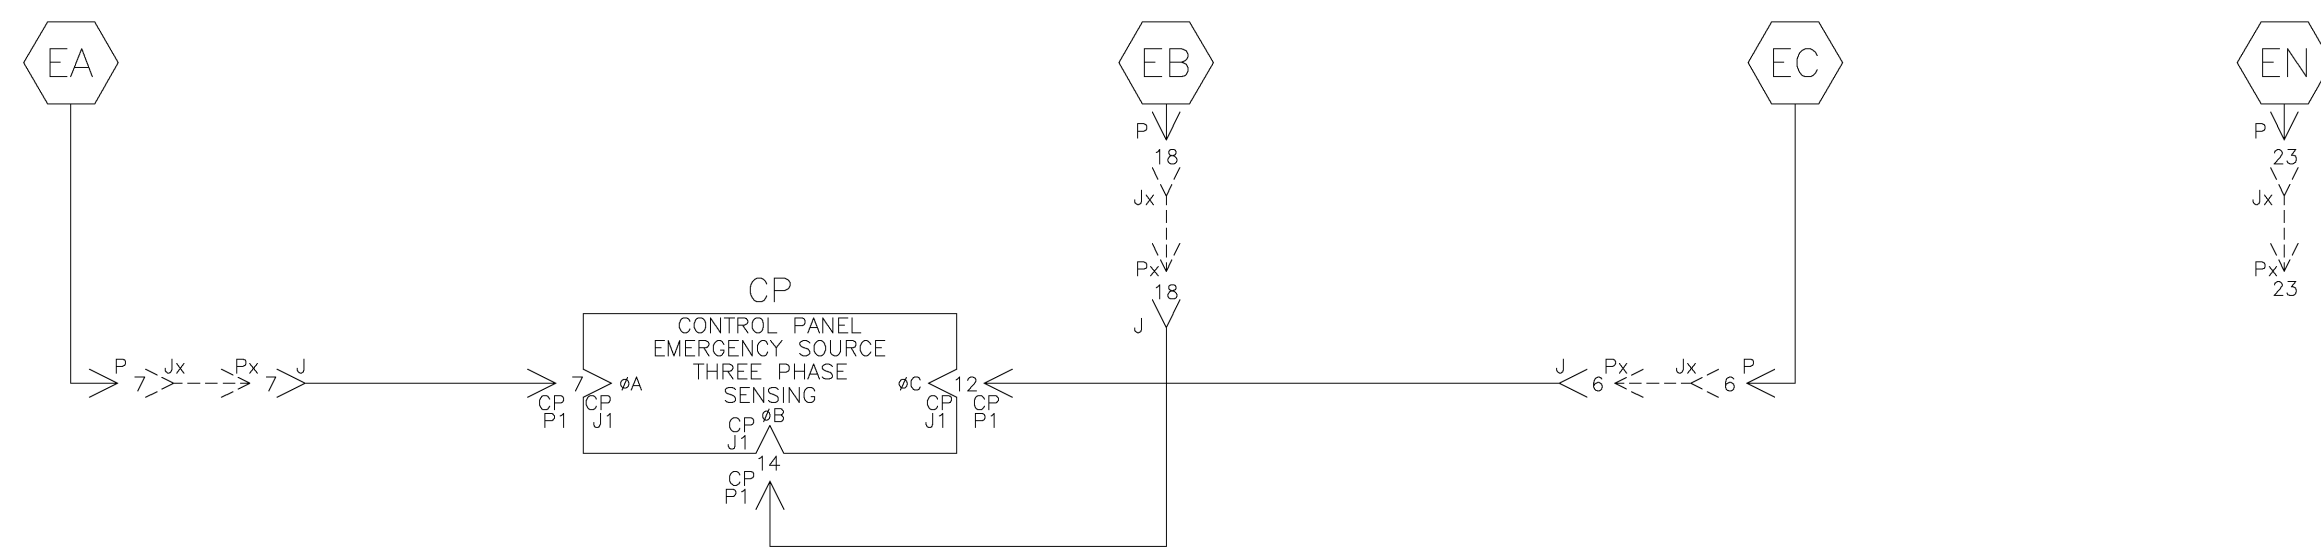 EA
EB
EC
EN
P
18
Jx
Px
18
J
P
23
Jx
Px
23
CP
CONTROL PANEL
EMERGENCY SOURCE
THREE PHASE
SENSING
P 7 Jx Px 7 J
7 øA
CP P1
CP J1
øC 12
CP J1
CP P1
øB
CP J1
14
CP P1
J 6 Px Jx 6 P